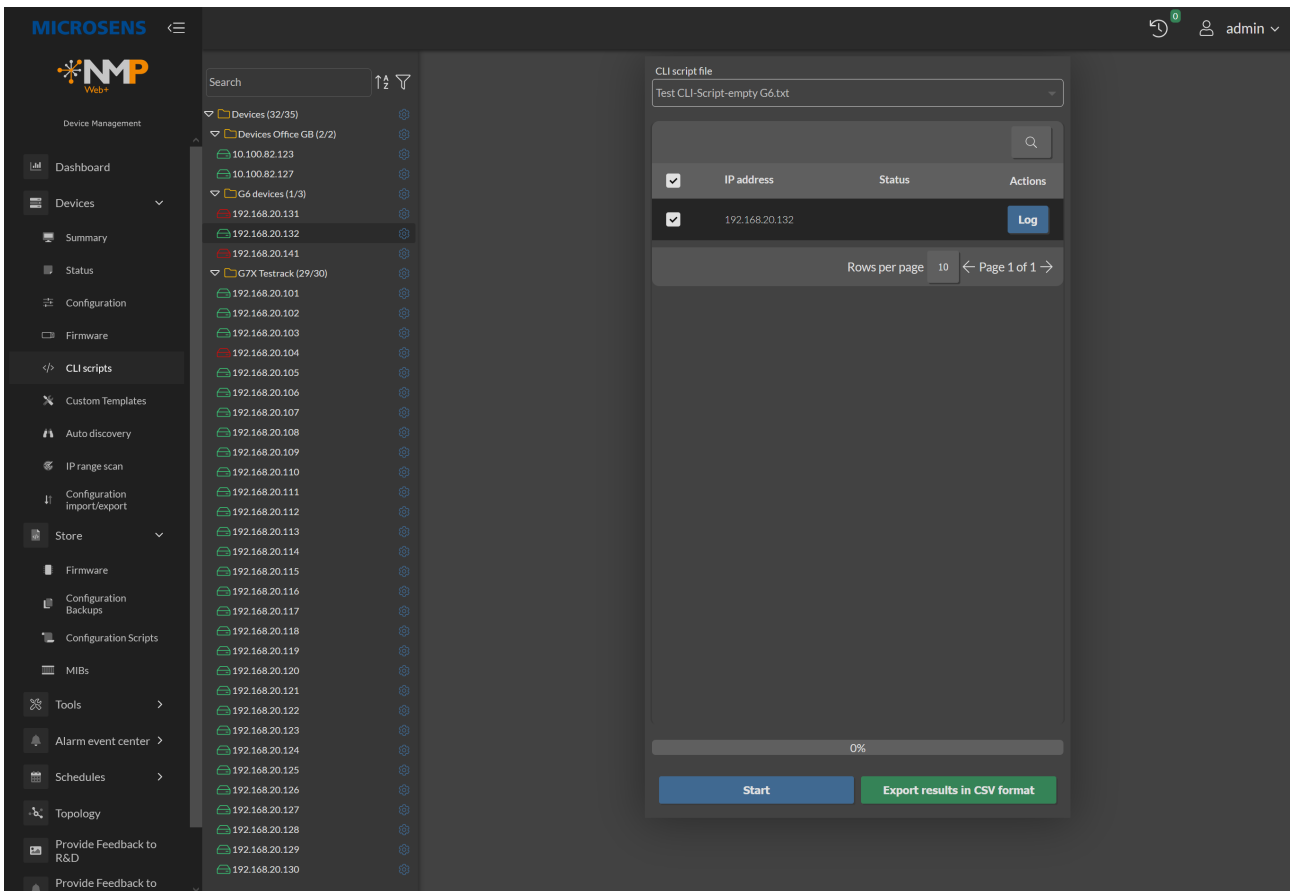 MICROSENS
NMP
Web+
Device Management
Dashboard
Devices
Summary
Status
Configuration
Firmware
CLI scripts
Custom Templates
Auto discovery
IP range scan
Configuration
import/export
Store
Firmware
Configuration
Backups
Configuration Scripts
MIBs
Tools
Alarm event center
Schedules
Topology
Provide Feedback to
R&D
Provide Feedback to
Search
Devices (32/35)
Devices Office GB (2/2)
10.100.82.123
10.100.82.127
G6 devices (1/3)
192.168.20.131
192.168.20.132
192.168.20.141
G7X Testrack (29/30)
192.168.20.101
192.168.20.102
192.168.20.103
192.168.20.104
192.168.20.105
192.168.20.106
192.168.20.107
192.168.20.108
192.168.20.109
192.168.20.110
192.168.20.111
192.168.20.112
192.168.20.113
192.168.20.114
192.168.20.115
192.168.20.116
192.168.20.117
192.168.20.118
192.168.20.119
192.168.20.120
192.168.20.121
192.168.20.122
192.168.20.123
192.168.20.124
192.168.20.125
192.168.20.126
192.168.20.127
192.168.20.128
192.168.20.129
192.168.20.130
0 admin
CLI script file
Test CLI-Script-empty G6.txt
IP address Status Actions
192.168.20.132 Log
Rows per page 10 Page 1 of 1
0%
Start Export results in CSV format